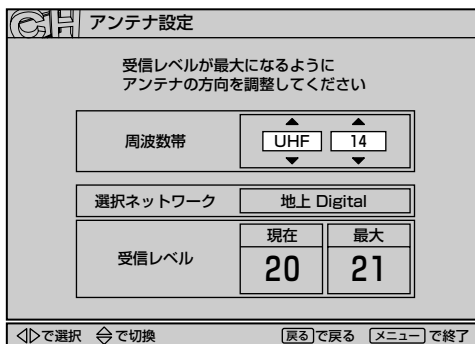 CH アンテナ設定
受信レベルが最大になるように
アンテナの方向を調整してください
周波数帯 UHF 14
選択ネットワーク 地上 Digital
受信レベル 現在 最大
20 21
で選択 で切換 戻る で戻る メニュー で終了